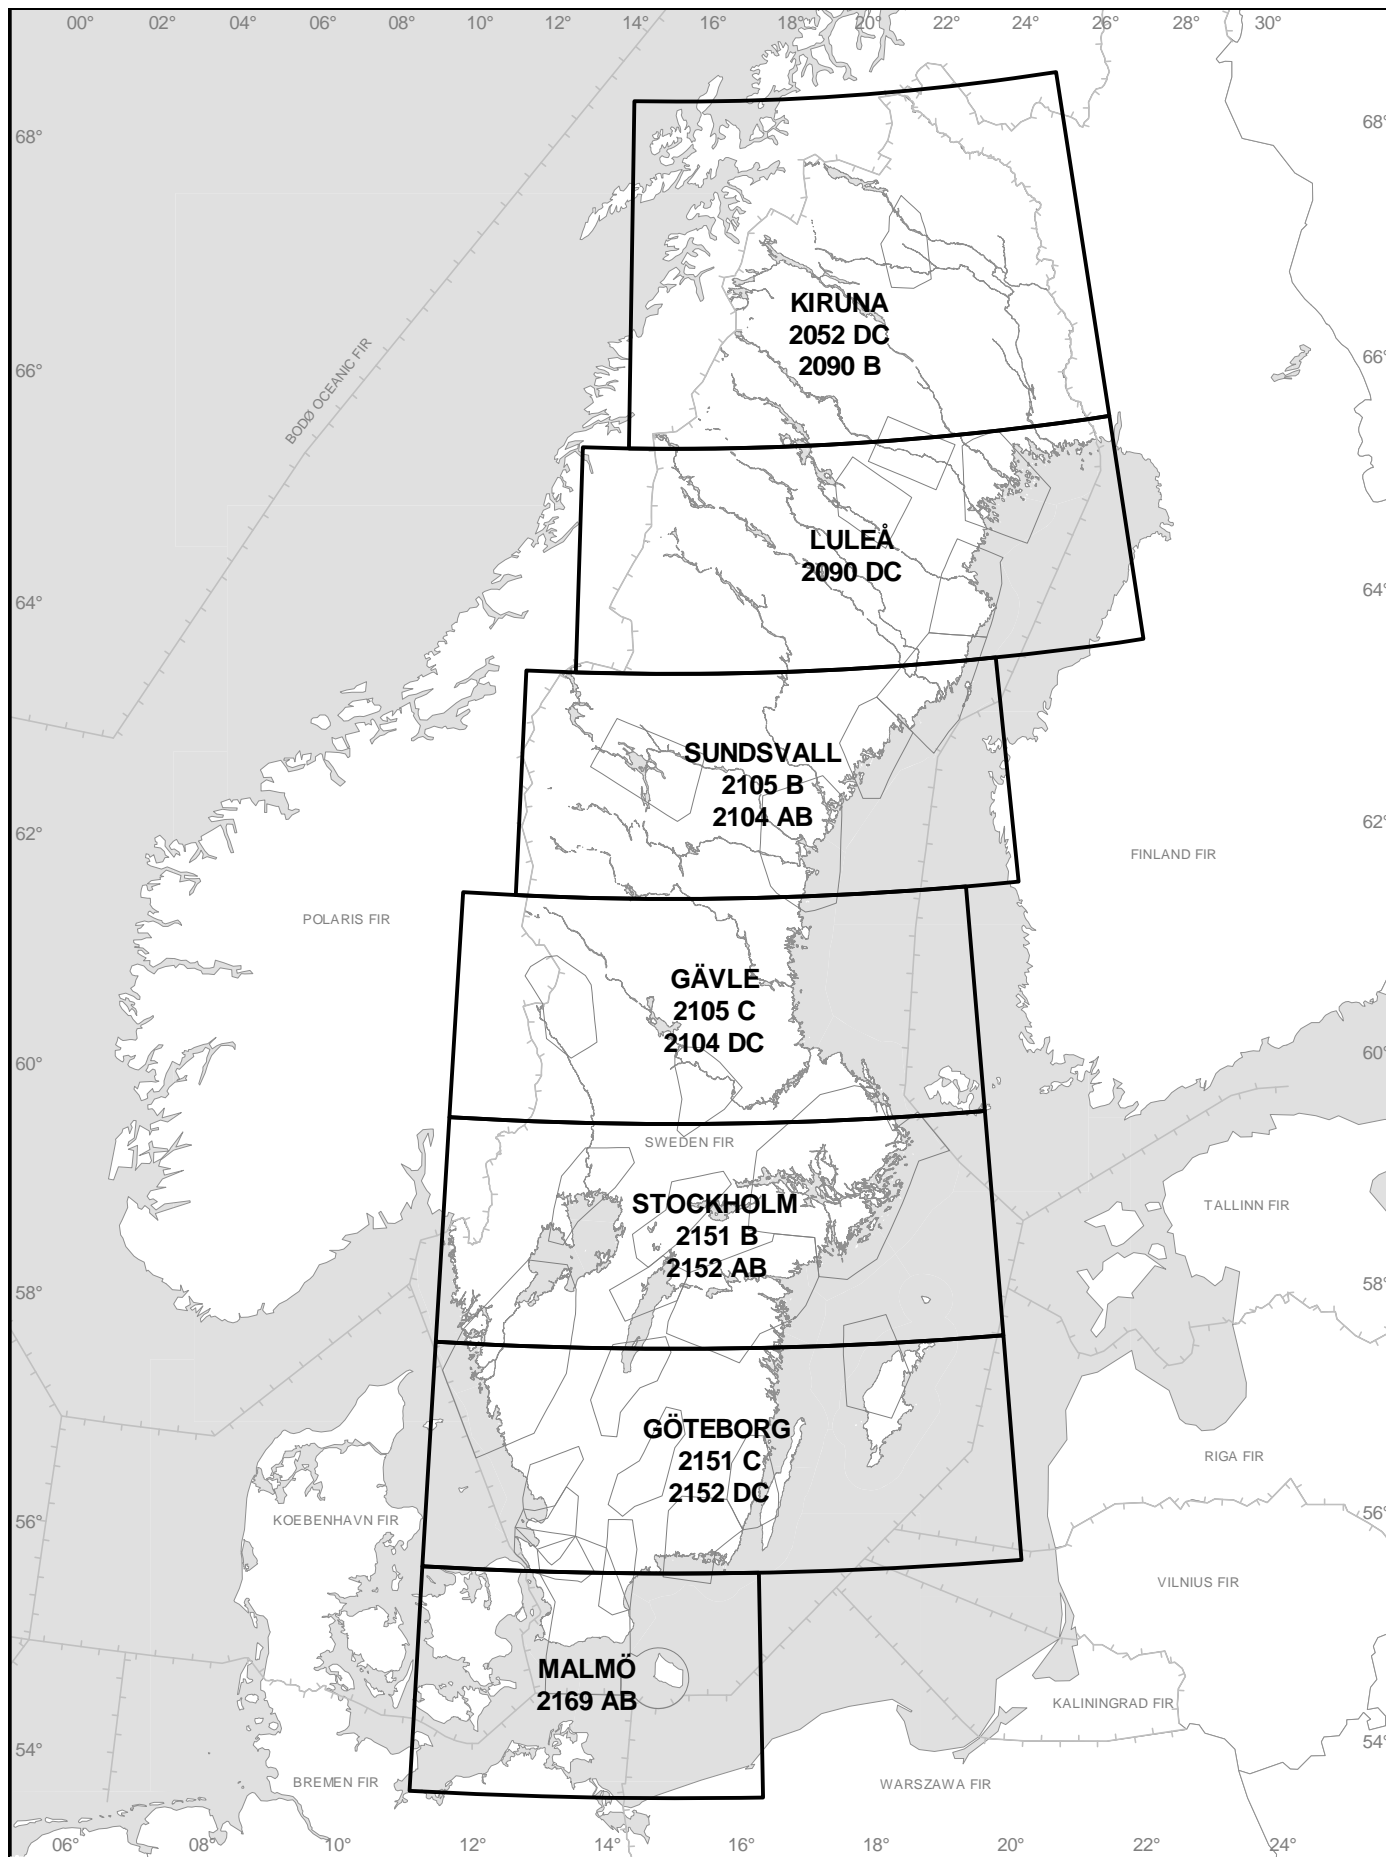 00° 02° 04° 06° 08° 10° 12° 14° 16° 18° 20° 22° 24° 26° 28° 30°
68° 68°
KIRUNA
2052 DC
2090 B
BODØ OCEANIC FIR
66° 66°
LULEÅ
2090 DC
64° 64°
SUNDSVALL
2105 B
2104 AB
62° 62°
FINLAND FIR
POLARIS FIR
GÄVLE
2105 C
2104 DC
60° 60°
SWEDEN FIR
STOCKHOLM
2151 B
2152 AB
TALLINN FIR
58° 58°
GÖTEBORG
2151 C
2152 DC
RIGA FIR
KOEBENHAVN FIR
56° 56°
VILNIUS FIR
MALMÖ
2169 AB
KALININGRAD FIR
54° 54°
BREMEN FIR
WARSZAWA FIR
06° 08° 10° 12° 14° 16° 18° 20° 22° 24°